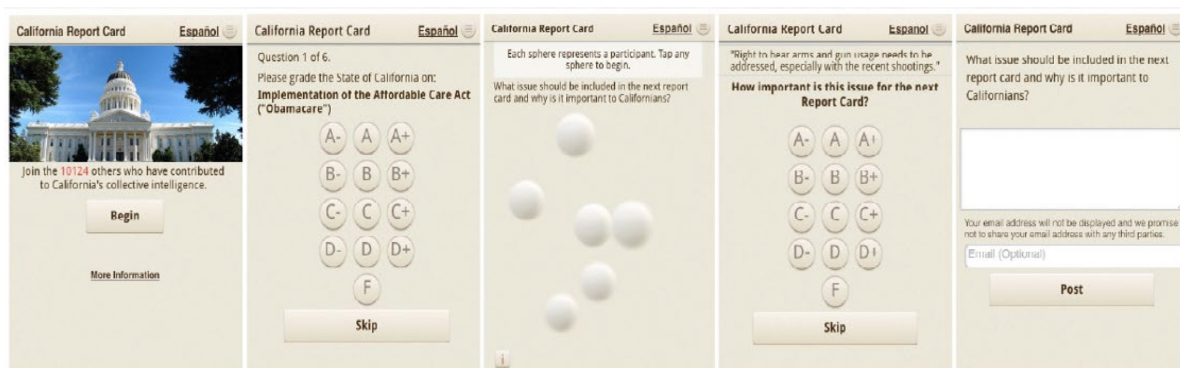 California Report Card Español
Join the 10124 others who have contributed
to California's collective intelligence.
Begin
More Information
California Report Card Español
Question 1 of 6.
Please grade the State of California on:
Implementation of the Affordable Care Act
("Obamacare")
A- A A+
B- B B+
C- C C+
D- D D+
F
Skip
California Report Card Español
Each sphere represents a participant. Tap any
sphere to begin.
What issue should be included in the next report
card and why is it important to Californians?
i
California Report Card Español
"Right to bear arms and gun usage needs to be
addressed, especially with the recent shootings."
How important is this issue for the next
Report Card?
A- A A+
B- B B+
C- C C+
D- D D+
F
Skip
California Report Card Español
What issue should be included in the next
report card and why is it important to
Californians?
Your email address will not be displayed and we promise
not to share your email address with any third parties.
Email (Optional)
Post